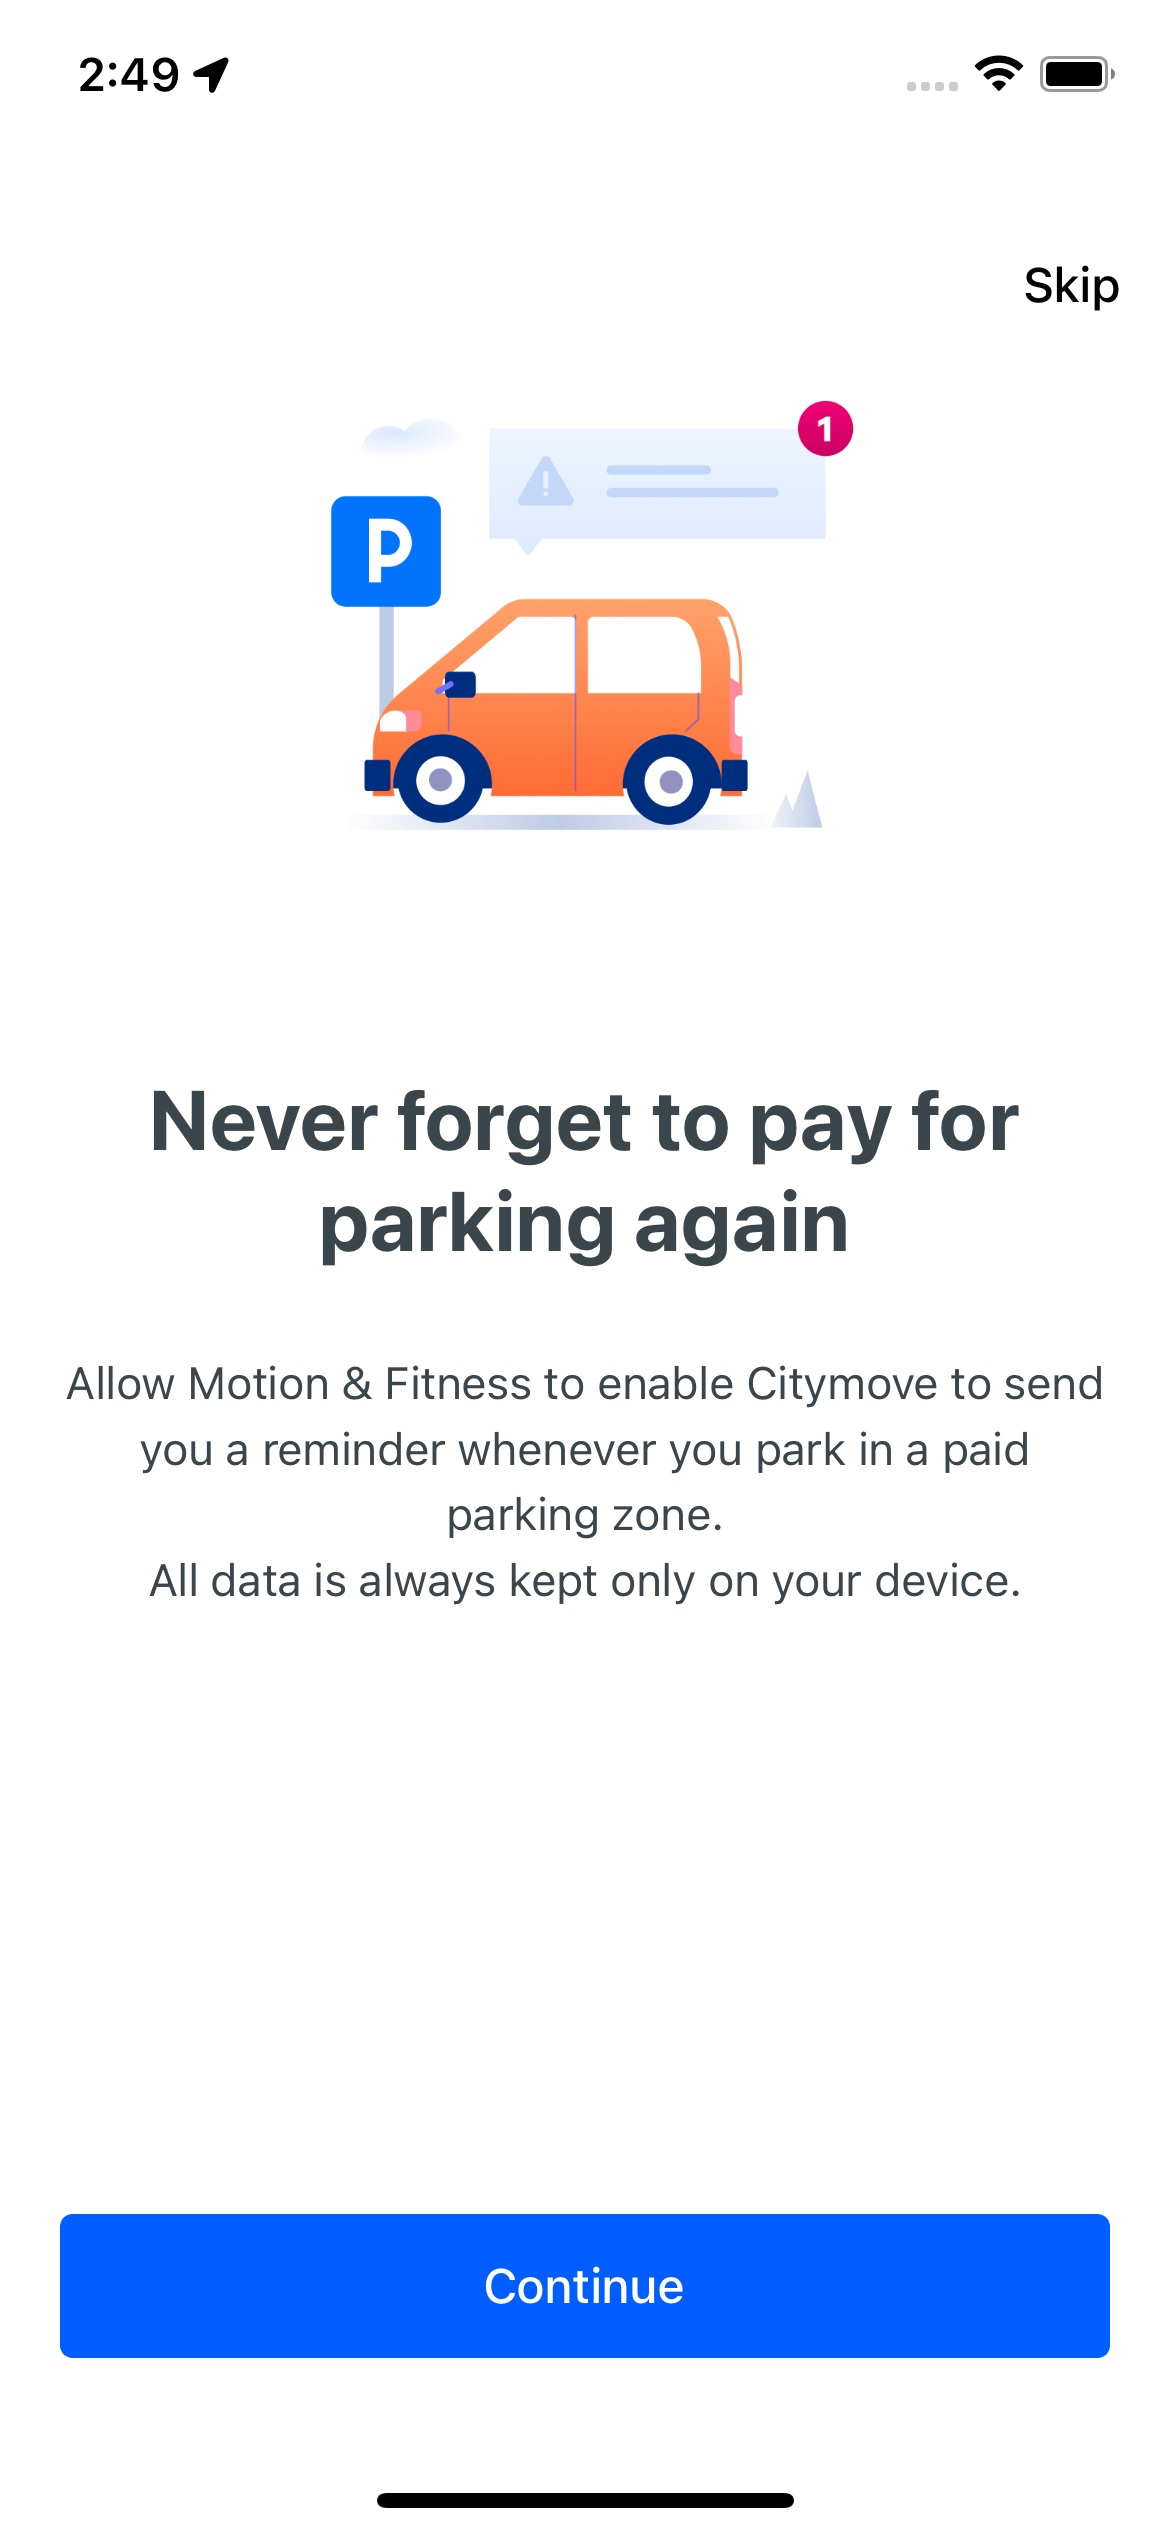 2:49
Skip
1
P
Never forget to pay for
parking again
Allow Motion & Fitness to enable Citymove to send
you a reminder whenever you park in a paid
parking zone.
All data is always kept only on your device.
Continue